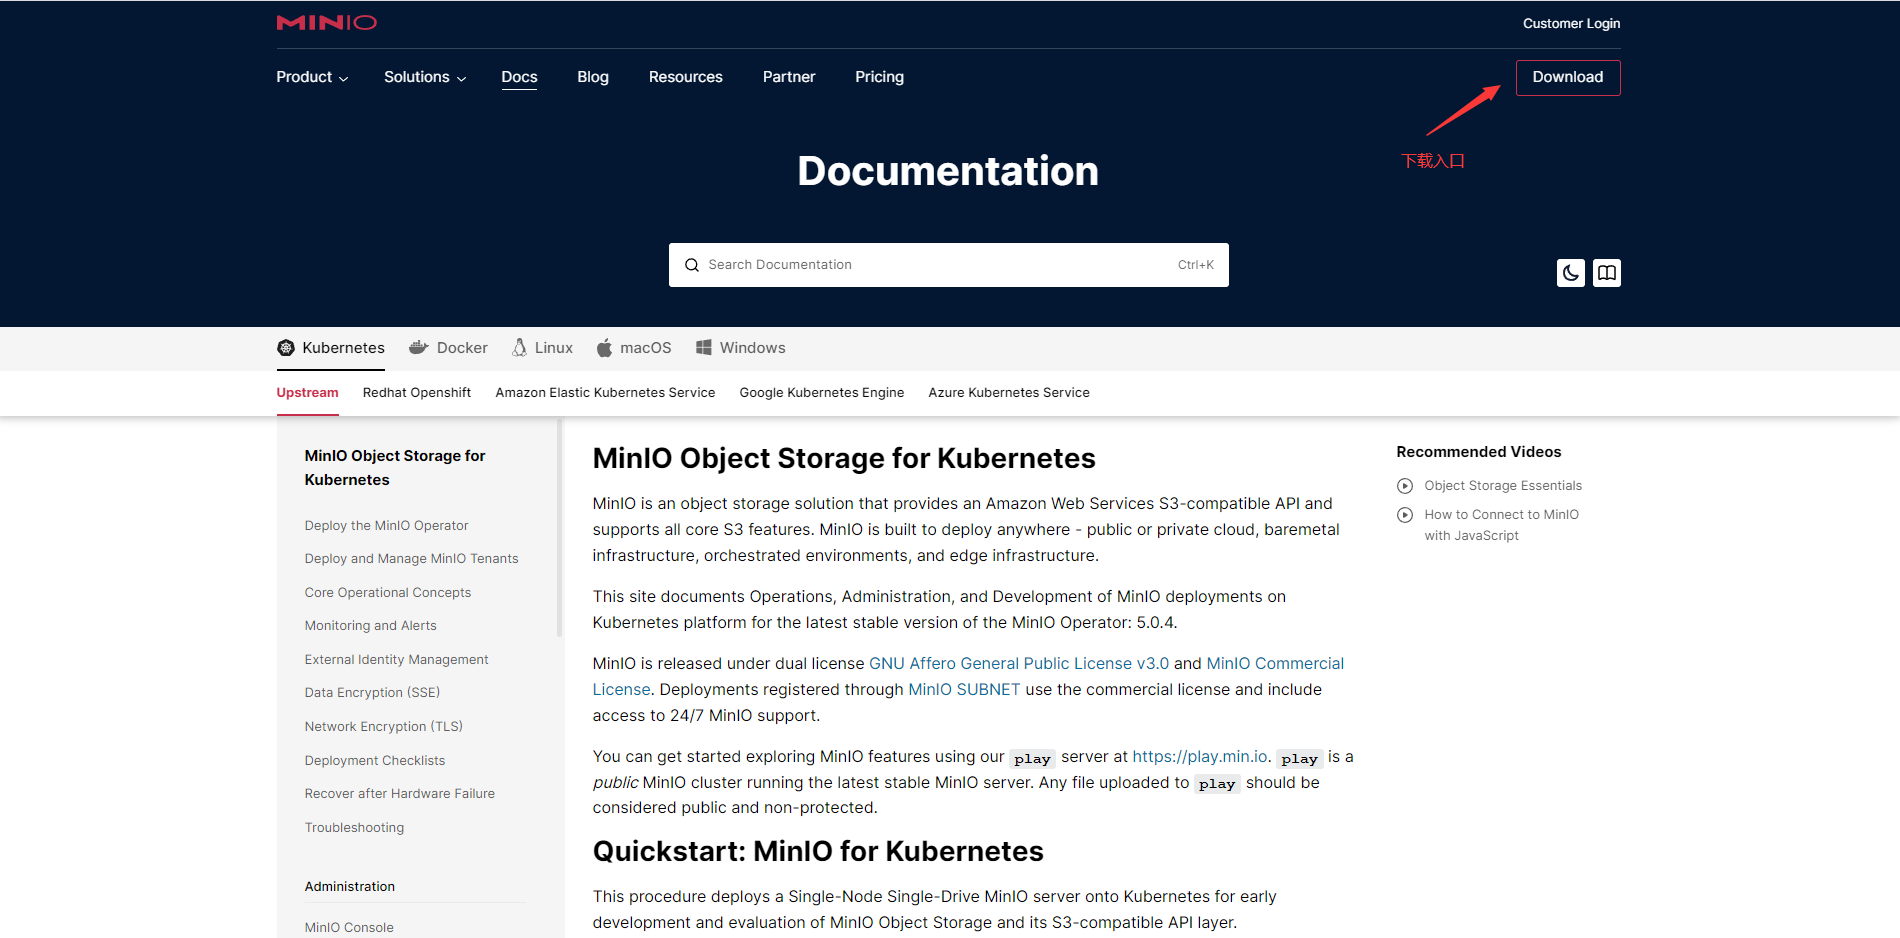 MINIO
Customer Login
Product
Solutions
Docs
Blog
Resources
Partner
Pricing
Download
下载入口
Documentation
Search Documentation
Ctrl+K
Kubernetes
Docker
Linux
macOS
Windows
Upstream
Redhat Openshift
Amazon Elastic Kubernetes Service
Google Kubernetes Engine
Azure Kubernetes Service
MinIO Object Storage for
Kubernetes
Deploy the MinIO Operator
Deploy and Manage MinIO Tenants
Core Operational Concepts
Monitoring and Alerts
External Identity Management
Data Encryption (SSE)
Network Encryption (TLS)
Deployment Checklists
Recover after Hardware Failure
Troubleshooting
Administration
MinIO Console
MinIO Object Storage for Kubernetes
MinIO is an object storage solution that provides an Amazon Web Services S3-compatible API and
supports all core S3 features. MinIO is built to deploy anywhere - public or private cloud, baremetal
infrastructure, orchestrated environments, and edge infrastructure.
This site documents Operations, Administration, and Development of MinIO deployments on
Kubernetes platform for the latest stable version of the MinIO Operator: 5.0.4.
MinIO is released under dual license GNU Affero General Public License v3.0 and MinIO Commercial
License. Deployments registered through MinIO SUBNET use the commercial license and include
access to 24/7 MinIO support.
You can get started exploring MinIO features using our play server at https://play.min.io. play is a
public MinIO cluster running the latest stable MinIO server. Any file uploaded to play should be
considered public and non-protected.
Quickstart: MinIO for Kubernetes
This procedure deploys a Single-Node Single-Drive MinIO server onto Kubernetes for early
development and evaluation of MinIO Object Storage and its S3-compatible API layer.
Recommended Videos
Object Storage Essentials
How to Connect to MinIO
with JavaScript